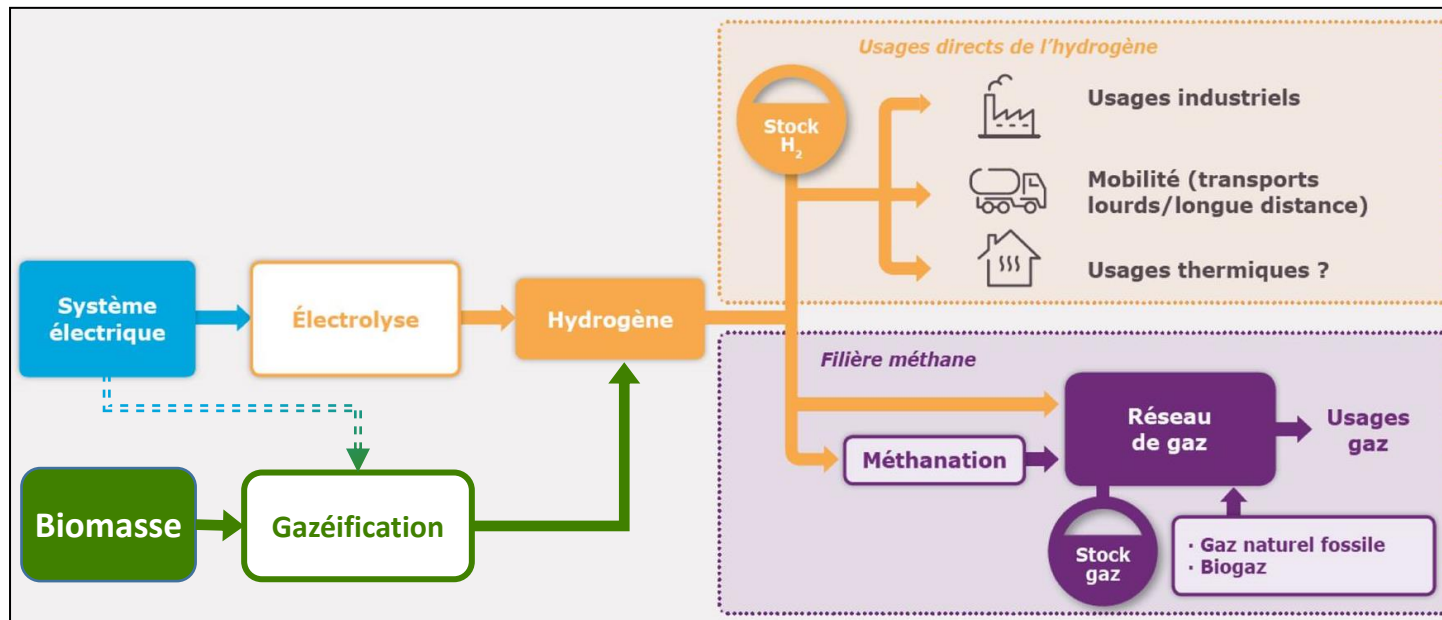 Usages directs de l'hydrogène
Stock
H₂
Usages industriels
Mobilité (transports
lourds/longue distance)
Usages thermiques ?
Système
électrique
Électrolyse
Hydrogène
Biomasse
Gazéification
Filière méthane
Méthanation
Réseau
de gaz
Usages
gaz
Stock
gaz
· Gaz naturel fossile
· Biogaz